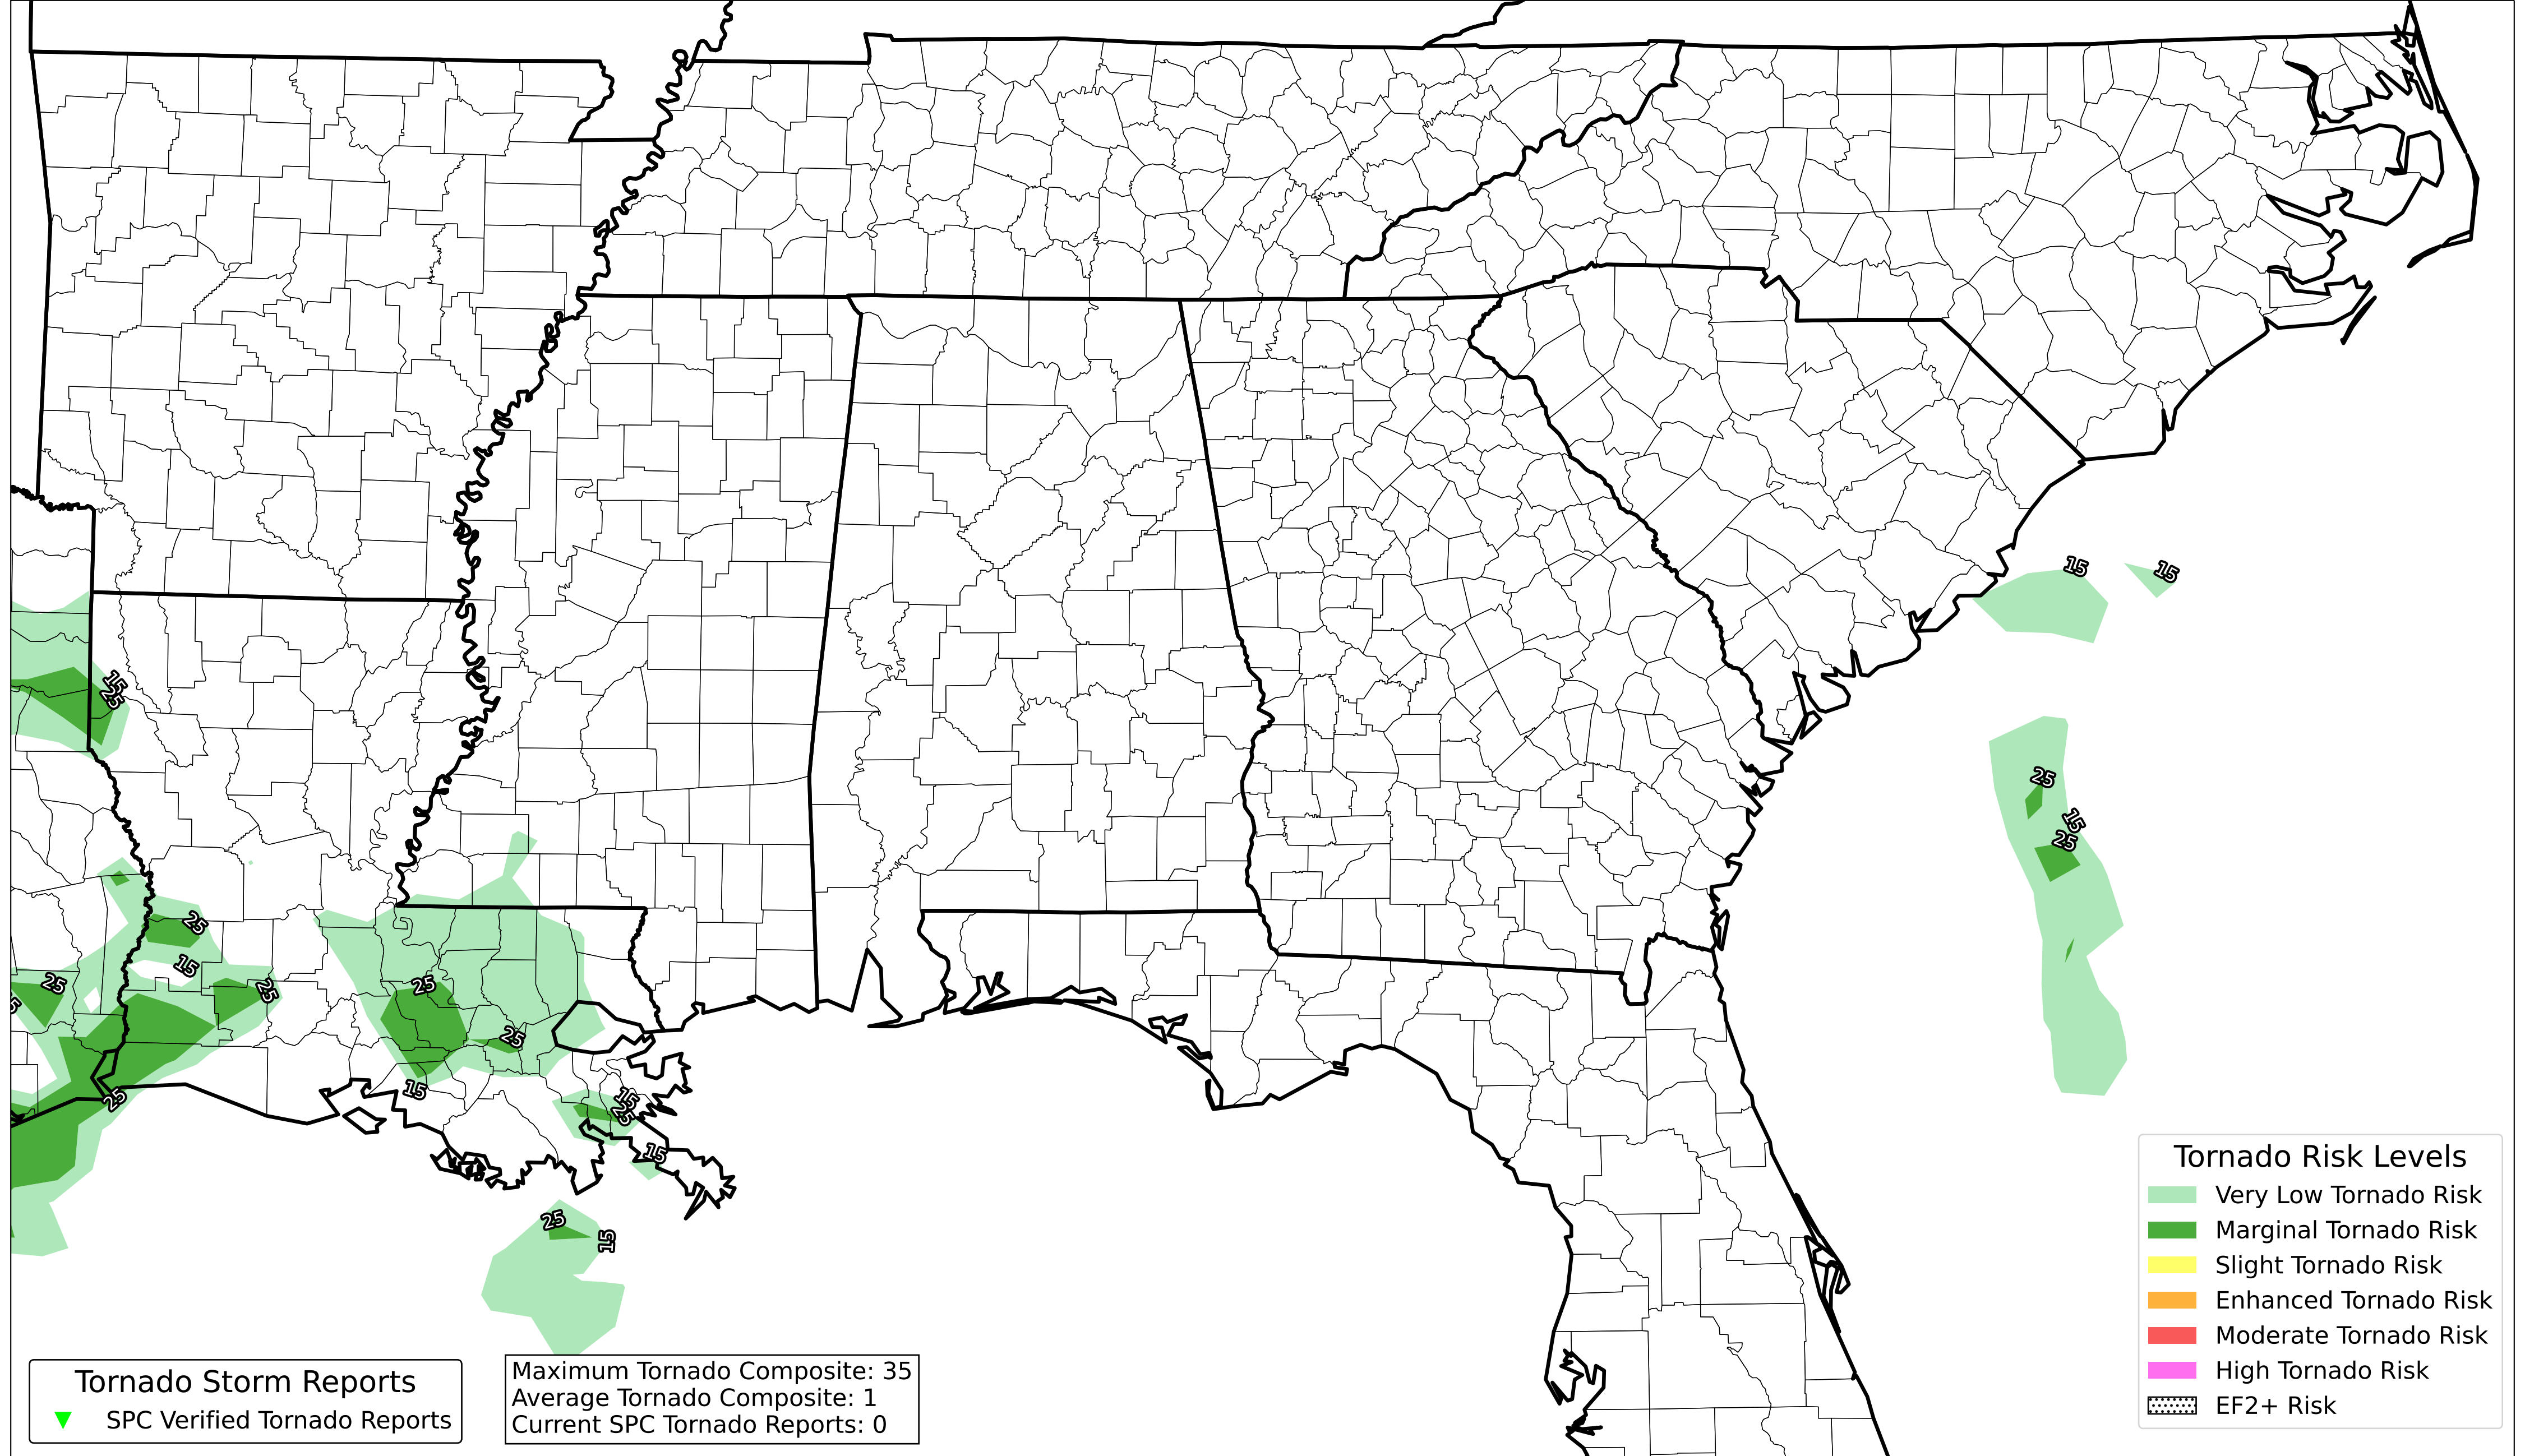 15
15
15
25
25
15
25
25
15
25
25
25
25
15
25
15
15
25
15
25
15
Tornado Risk Levels
Very Low Tornado Risk
Marginal Tornado Risk
Slight Tornado Risk
Enhanced Tornado Risk
Moderate Tornado Risk
High Tornado Risk
EF2+ Risk
Tornado Storm Reports
SPC Verified Tornado Reports
Maximum Tornado Composite: 35
Average Tornado Composite: 1
Current SPC Tornado Reports: 0